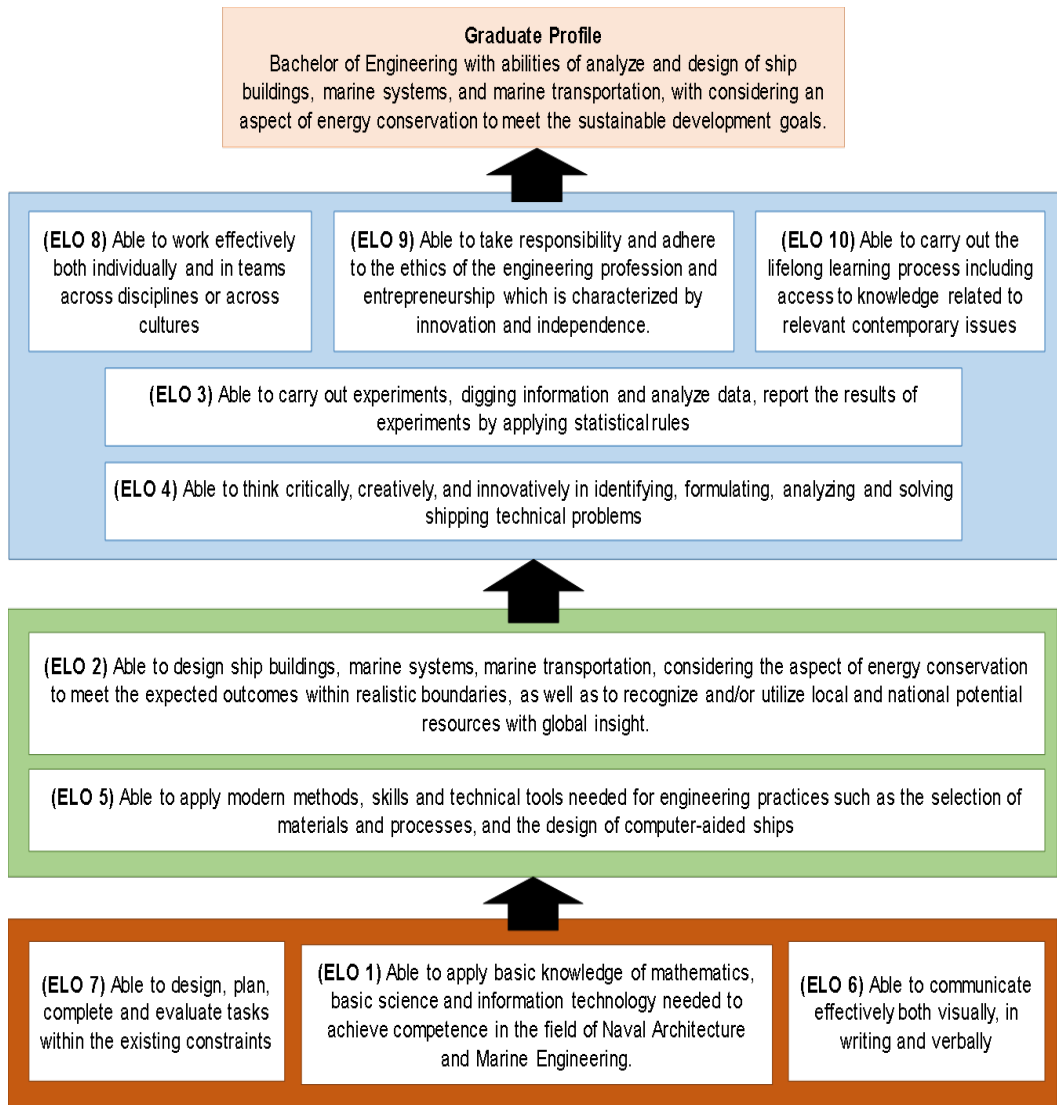 Graduate Profile
Bachelor of Engineering with abilities of analyze and design of ship
buildings, marine systems, and marine transportation, with considering an
aspect of energy conservation to meet the sustainable development goals.
(ELO 8) Able to work effectively
both individually and in teams
across disciplines or across
cultures
(ELO 9) Able to take responsibility and adhere
to the ethics of the engineering profession and
entrepreneurship which is characterized by
innovation and independence.
(ELO 10) Able to carry out the
lifelong learning process including
access to knowledge related to
relevant contemporary issues
(ELO 3) Able to carry out experiments, digging information and analyze data, report the results of
experiments by applying statistical rules
(ELO 4) Able to think critically, creatively, and innovatively in identifying, formulating, analyzing and solving
shipping technical problems
(ELO 2) Able to design ship buildings, marine systems, marine transportation, considering the aspect of energy conservation
to meet the expected outcomes within realistic boundaries, as well as to recognize and/or utilize local and national potential
resources with global insight.
(ELO 5) Able to apply modern methods, skills and technical tools needed for engineering practices such as the selection of
materials and processes, and the design of computer-aided ships
(ELO 7) Able to design, plan,
complete and evaluate tasks
within the existing constraints
(ELO 1) Able to apply basic knowledge of mathematics,
basic science and information technology needed to
achieve competence in the field of Naval Architecture
and Marine Engineering.
(ELO 6) Able to communicate
effectively both visually, in
writing and verbally